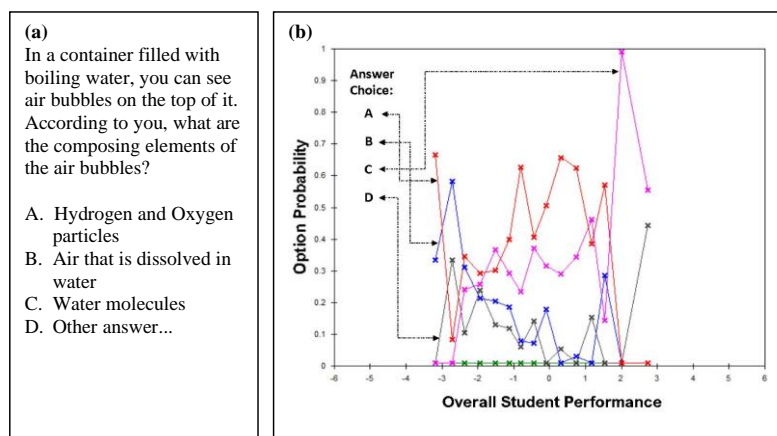 (a)
In a container filled with
boiling water, you can see
air bubbles on the top of it.
According to you, what are
the composing elements of
the air bubbles?
A. Hydrogen and Oxygen
particles
B. Air that is dissolved in
water
C. Water molecules
D. Other answer...
(b)
1
0.9
0.8
0.7
0.6
0.5
0.4
0.3
0.2
0.1
0
Option Probability
Answer
Choice:
A
B
C
D
-6 -5 -4 -3 -2 -1 0 1 2 3 4 5 6
Overall Student Performance